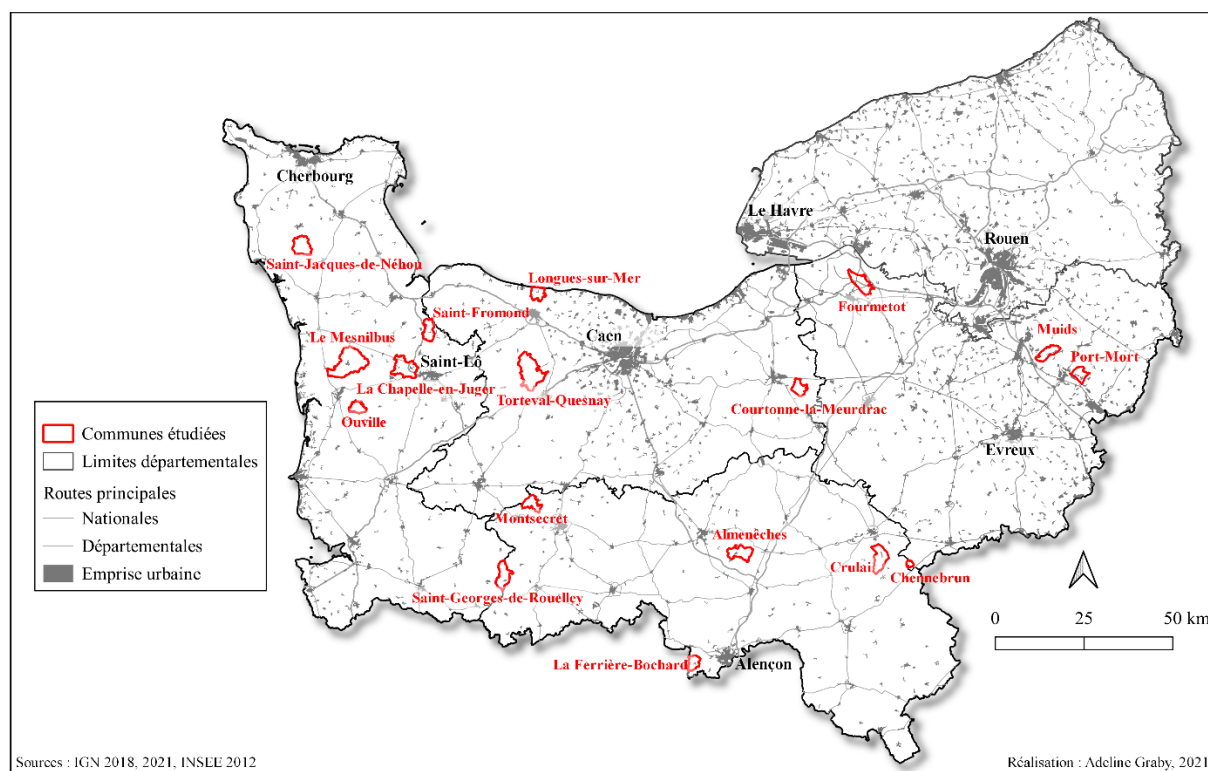 Cherbourg
Le Havre
Rouen
Saint-Jacques-de-Néhou
Longues-sur-Mer
Fourmetot
Saint-Fromond
Caen
Muids
Le Mesnilbus
Saint-Lô
Port-Mort
La Chapelle-en-Juger
Torteval-Quesnay
Courtonne-la-Meurdrac
Ouville
Evreux
Communes étudiées
Limites départementales
Routes principales
Nationales
Départementales
Emprise urbaine
Montsecret
Almenêches
Crulai
Chennebrun
Saint-Georges-de-Rouelley
0 25 50 km
La Ferrière-Bochard
Alençon
Sources : IGN 2018, 2021, INSEE 2012
Réalisation : Adeline Graby, 2021